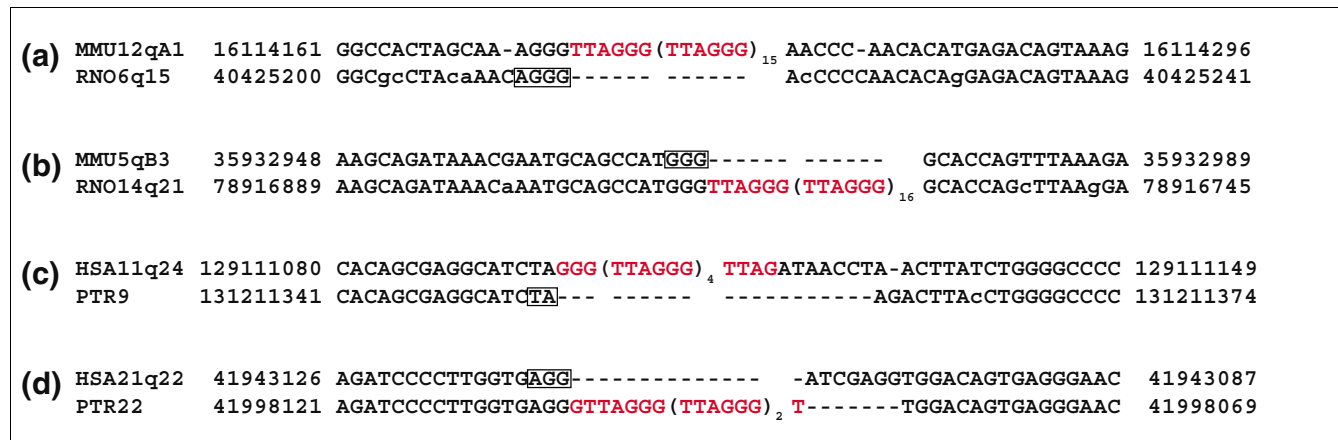 (a) MMU12qA1 16114161 GGCCACTAGCAA-AGGGTTAGGG(TTAGGG)15 AACCC-AACACATGAGACAGTAAAG 16114296
RNO6q15 40425200 GGCgcCTAcaAACAGGG------ ------ AcCCCCAACACAgGAGACAGTAAAG 40425241
(b) MMU5qB3 35932948 AAGCAGATAAACGAATGCAGCCATGGG------ ------ GCACCAGTTTAAAGA 35932989
RNO14q21 78916889 AAGCAGATAAACaAATGCAGCCATGGGTTAGGG(TTAGGG)16 GCACCAGcTTAAgGA 78916745
(c) HSA11q24 129111080 CACAGCGAGGCATCTAGGG(TTAGGG)4 TTAGATAACCTA-ACTTATCTGGGGCCCC 129111149
PTR9 131211341 CACAGCGAGGCATCTA--- ------ -----------AGACTTAcCTGGGGCCCC 131211374
(d) HSA21q22 41943126 AGATCCCCTTGGTGAGG-------------- -ATCGAGGTGGACAGTGAGGGAAC 41943087
PTR22 41998121 AGATCCCCTTGGTGAGGGTTAGGG(TTAGGG)2 T-------TGGACAGTGAGGGAAC 41998069